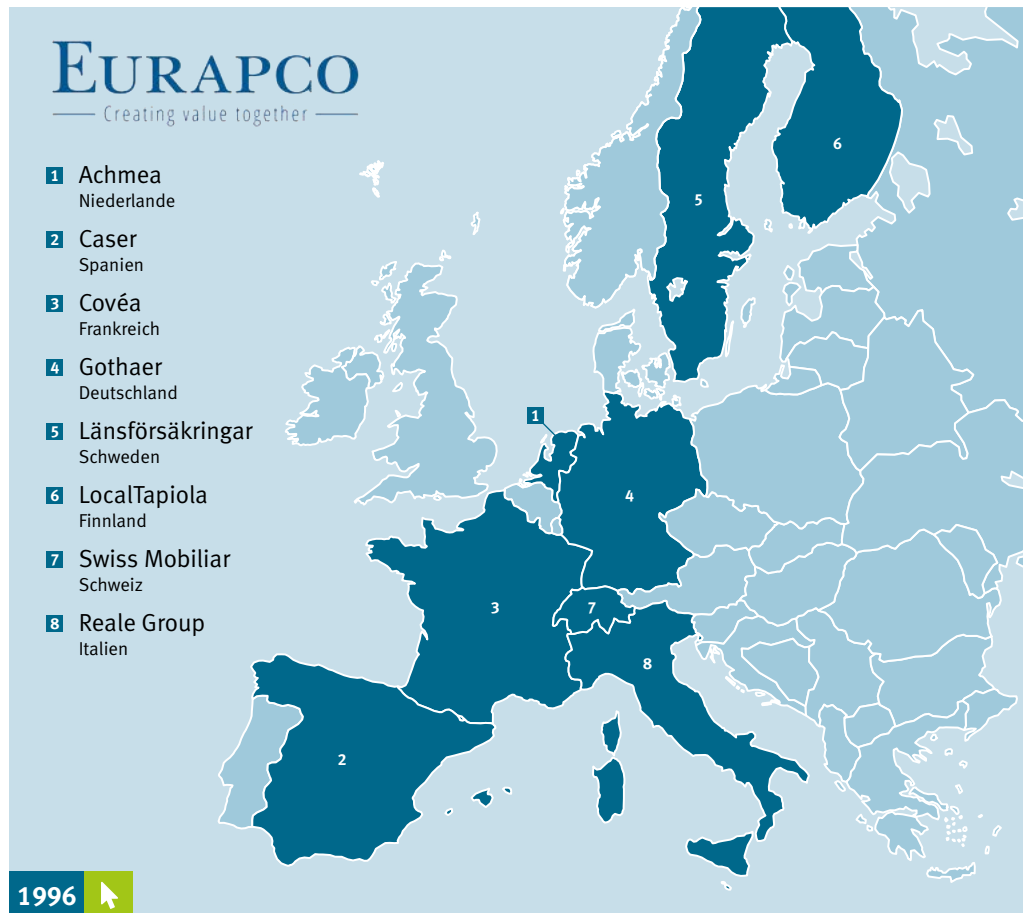 EURAPCO
Creating value together
1 Achmea
Niederlande
2 Caser
Spanien
3 Covéa
Frankreich
4 Gothaer
Deutschland
5 Länsförsäkringar
Schweden
6 LocalTapiola
Finnland
7 Swiss Mobiliar
Schweiz
8 Reale Group
Italien
6
5
1
4
3
7
8
2
1996